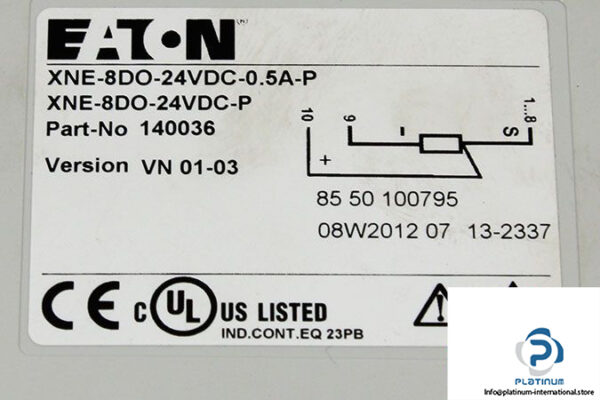 EATON
XNE-8DO-24VDC-0.5A-P
XNE-8DO-24VDC-P
Part-No 140036
Version VN 01-03
10 9 - + 1..8 S
85 50 100795
08W2012 07 13-2337
CE c UL US LISTED
IND.CONT.EQ 23PB
PLATINUM
info@platinum-international.store